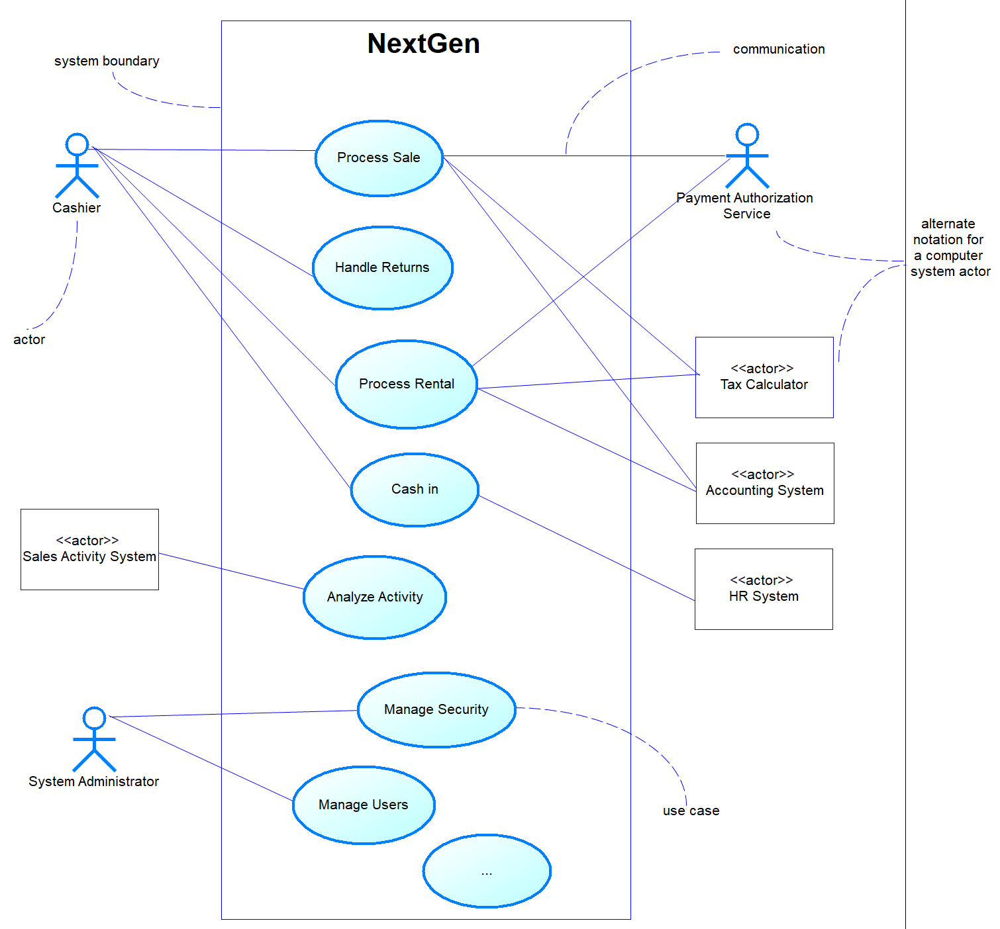 NextGen
system boundary
communication
Process Sale
Cashier
Payment Authorization
Service
alternate
notation for
a computer
system actor
Handle Returns
actor
<<actor>>
Tax Calculator
Process Rental
<<actor>>
Accounting System
Cash in
<<actor>>
Sales Activity System
<<actor>>
HR System
Analyze Activity
Manage Security
System Administrator
Manage Users
use case
...